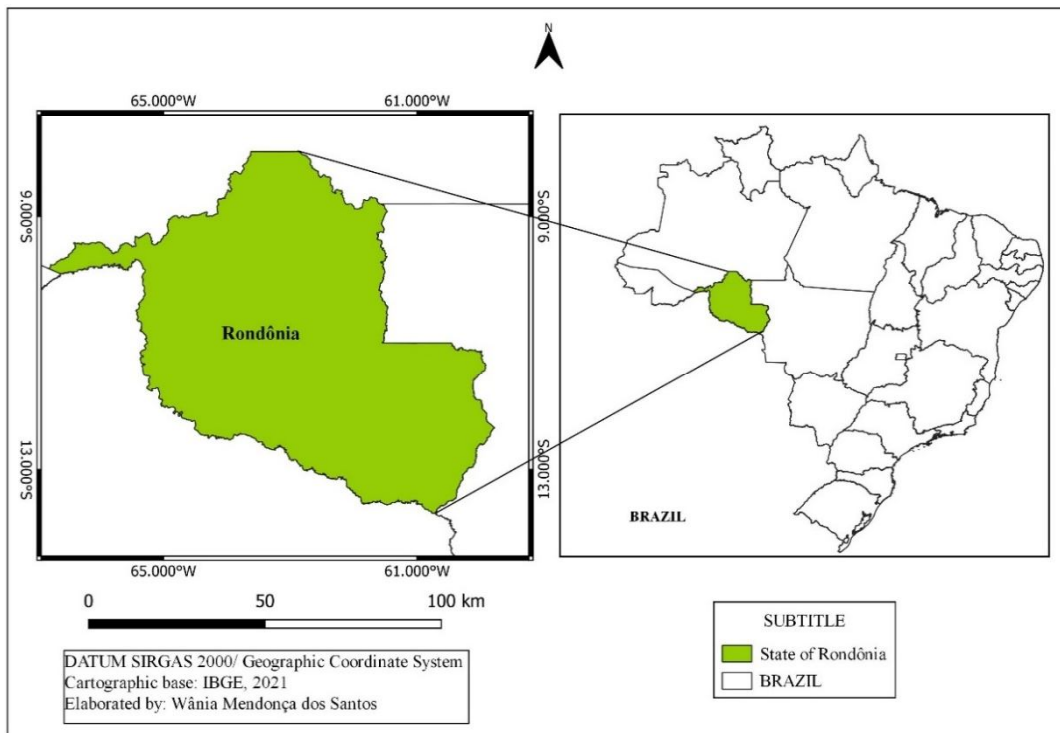 N
65.000°W 61.000°W
9.000°S
9.000°S
Rondônia
13.000°S
13.000°S
BRAZIL
65.000°W 61.000°W
0 50 100 km
SUBTITLE
State of Rondônia
BRAZIL
DATUM SIRGAS 2000/ Geographic Coordinate System
Cartographic base: IBGE, 2021
Elaborated by: Wânia Mendonça dos Santos